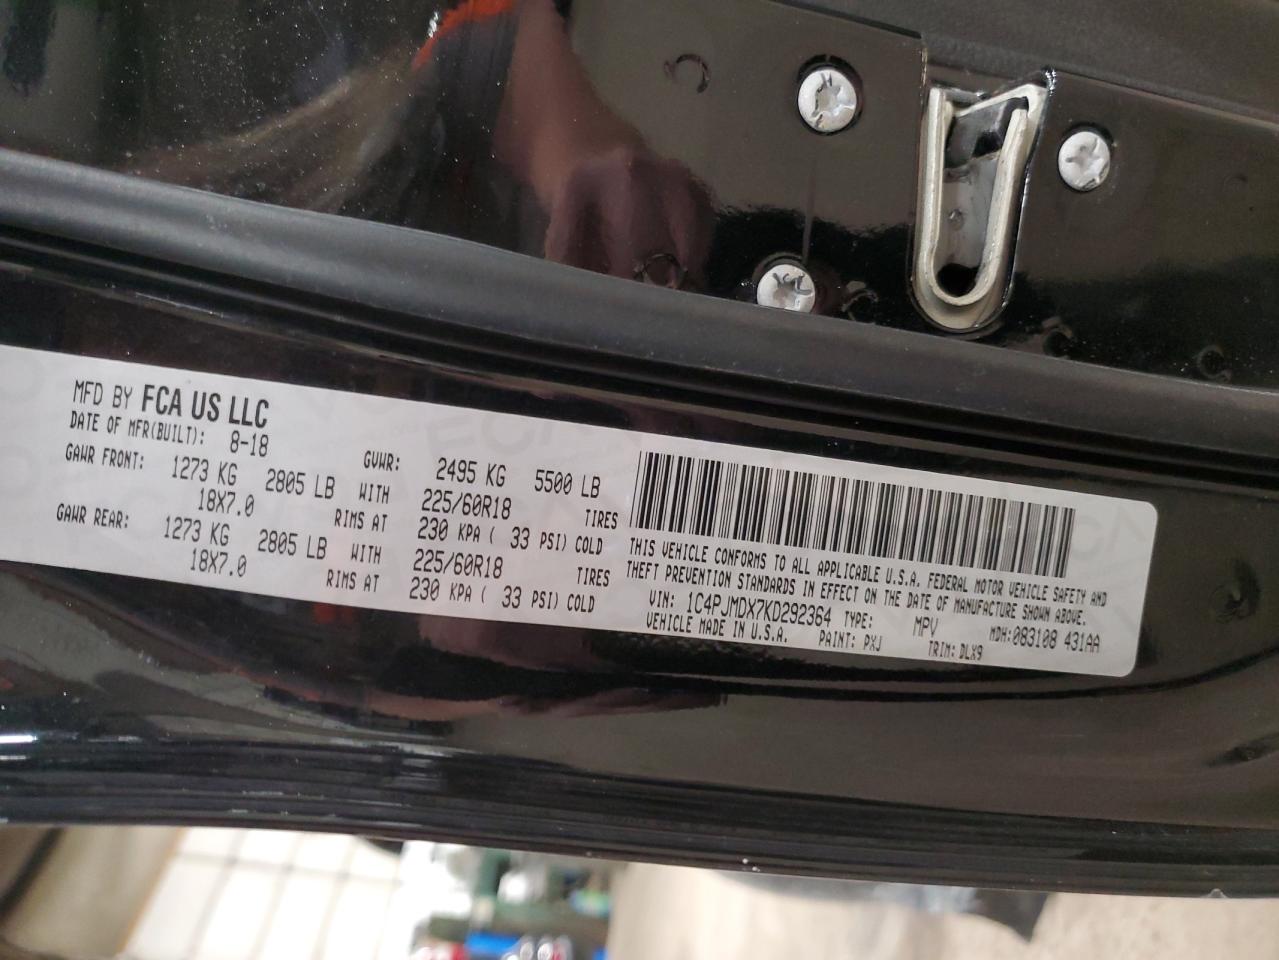 MFD BY FCA US LLC
DATE OF MFR(BUILT): 8-18
GVWR: 2495 KG 5500 LB
GAWR FRONT: 1273 KG 2805 LB WITH 225/60R18 TIRES
18X7.0 RIMS AT 230 KPA ( 33 PSI) COLD
GAWR REAR: 1273 KG 2805 LB WITH 225/60R18 TIRES
18X7.0 RIMS AT 230 KPA ( 33 PSI) COLD
THIS VEHICLE CONFORMS TO ALL APPLICABLE U.S.A. FEDERAL MOTOR VEHICLE SAFETY AND
THEFT PREVENTION STANDARDS IN EFFECT ON THE DATE OF MANUFACTURE SHOWN ABOVE.
VIN: 1C4PJMDX7KD292364 TYPE: MPV MDH:083108 431AA
VEHICLE MADE IN U.S.A. PAINT: PXJ TRIM: DLX9